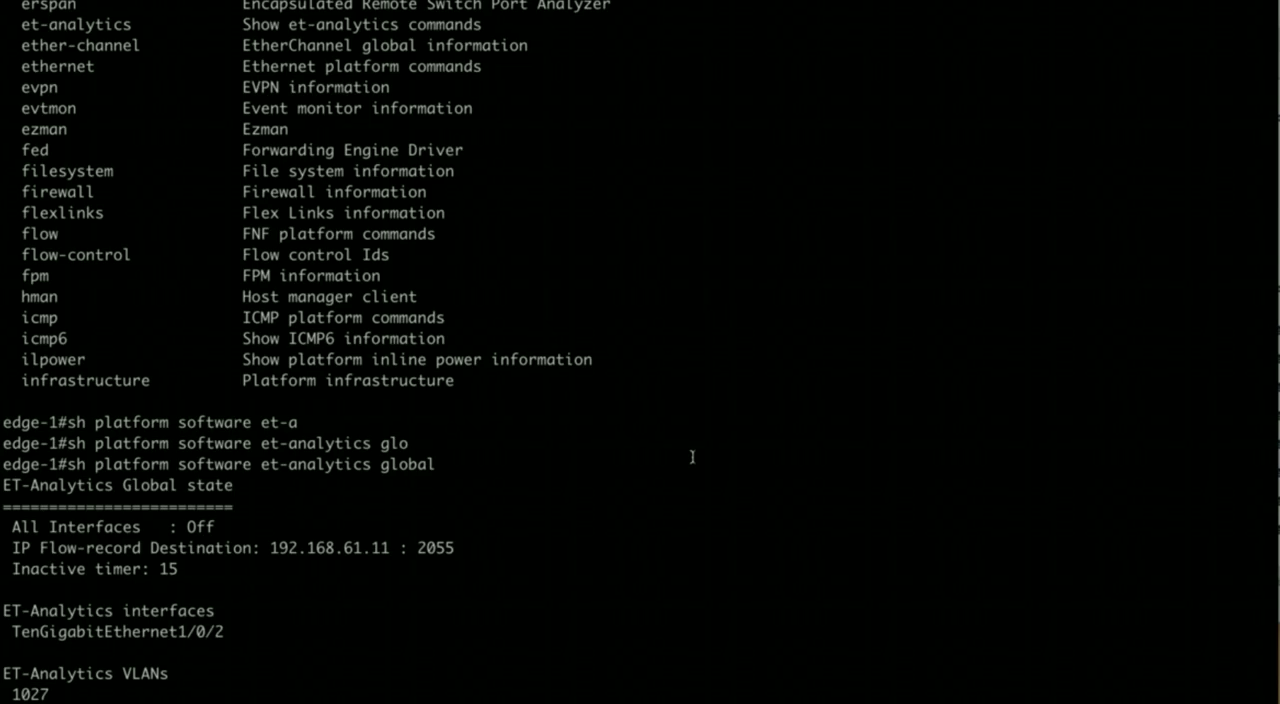 erspan Encapsulated Remote Switch Port Analyzer
et-analytics Show et-analytics commands
ether-channel EtherChannel global information
ethernet Ethernet platform commands
evpn EVPN information
evtmon Event monitor information
ezman Ezman
fed Forwarding Engine Driver
filesystem File system information
firewall Firewall information
flexlinks Flex Links information
flow FNF platform commands
flow-control Flow control Ids
fpm FPM information
hman Host manager client
icmp ICMP platform commands
icmp6 Show ICMP6 information
ilpower Show platform inline power information
infrastructure Platform infrastructure
edge-1#sh platform software et-a
edge-1#sh platform software et-analytics glo
edge-1#sh platform software et-analytics global
ET-Analytics Global state
=========================
All Interfaces : Off
IP Flow-record Destination: 192.168.61.11 : 2055
Inactive timer: 15
ET-Analytics interfaces
TenGigabitEthernet1/0/2
ET-Analytics VLANs
1027